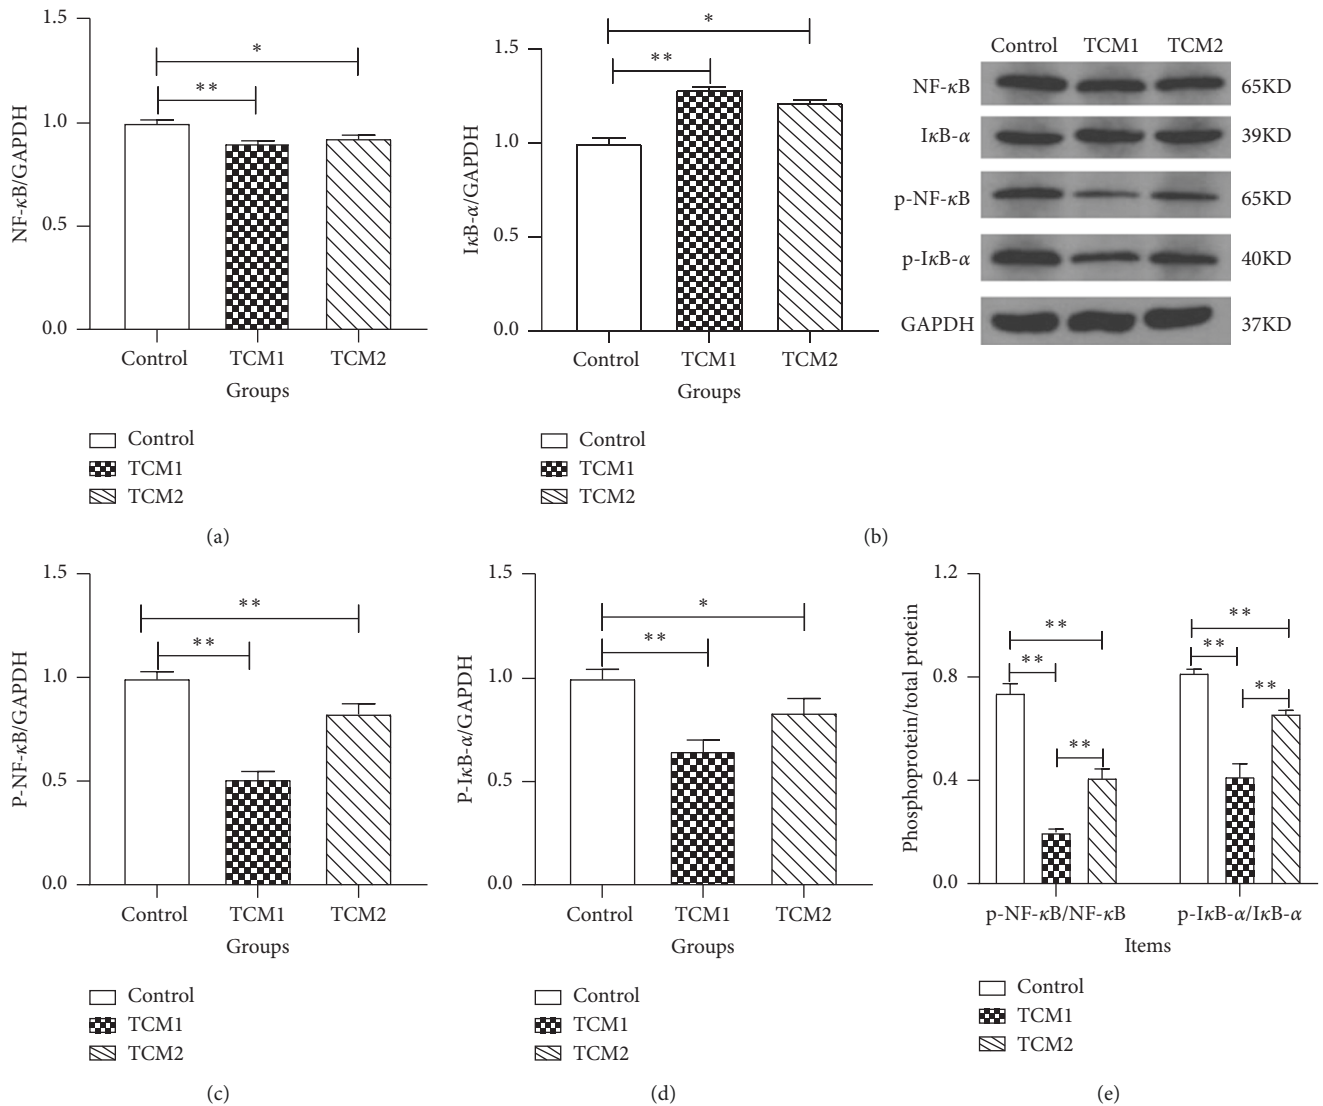 NF-κB/GAPDH
1.5
1.0
0.5
0.0
*
**
Control TCM1 TCM2
Groups
Control
TCM1
TCM2
(a)
IκB-α/GAPDH
1.5
1.0
0.5
0.0
*
**
Control TCM1 TCM2
Groups
Control
TCM1
TCM2
Control TCM1 TCM2
NF-κB 65KD
IκB-α 39KD
p-NF-κB 65KD
p-IκB-α 40KD
GAPDH 37KD
(b)
P-NF-κB/GAPDH
1.5
1.0
0.5
0.0
**
**
Control TCM1 TCM2
Groups
Control
TCM1
TCM2
(c)
P-IκB-α/GAPDH
1.5
1.0
0.5
0.0
*
**
Control TCM1 TCM2
Groups
Control
TCM1
TCM2
(d)
Phosphoprotein/total protein
1.2
0.8
0.4
0.0
** **
** **
** **
p-NF-κB/NF-κB p-IκB-α/IκB-α
Items
Control
TCM1
TCM2
(e)